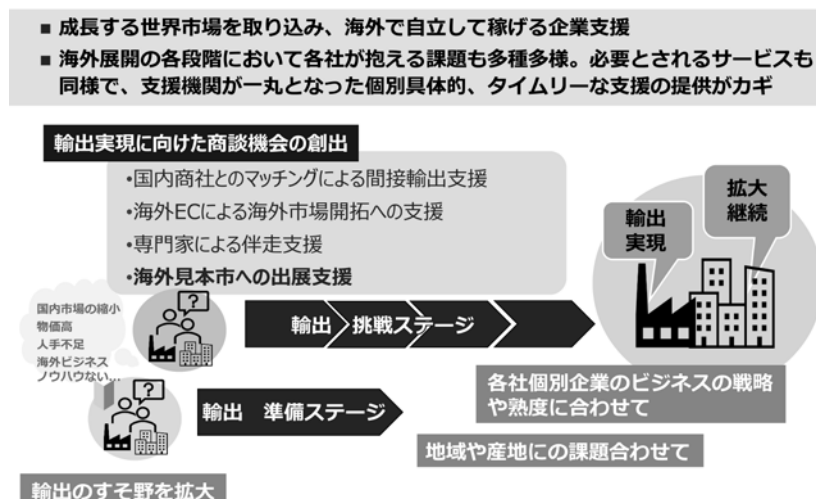 ■ 成長する世界市場を取り込み、海外で自立して稼げる企業支援
■ 海外展開の各段階において各社が抱える課題も多種多様。必要とされるサービスも
同様で、支援機関が一丸となった個別具体的、タイムリーな支援の提供がカギ
輸出実現に向けた商談機会の創出
・国内商社とのマッチングによる間接輸出支援
・海外ECによる海外市場開拓への支援
・専門家による伴走支援
・海外見本市への出展支援
拡大
継続
輸出
実現
国内市場の縮小
物価高
人手不足
海外ビジネス
ノウハウない...
?
輸出 挑戦ステージ
?
輸出 準備ステージ
各社個別企業のビジネスの戦略
や熟度に合わせて
地域や産地にの課題合わせて
輸出のすそ野を拡大